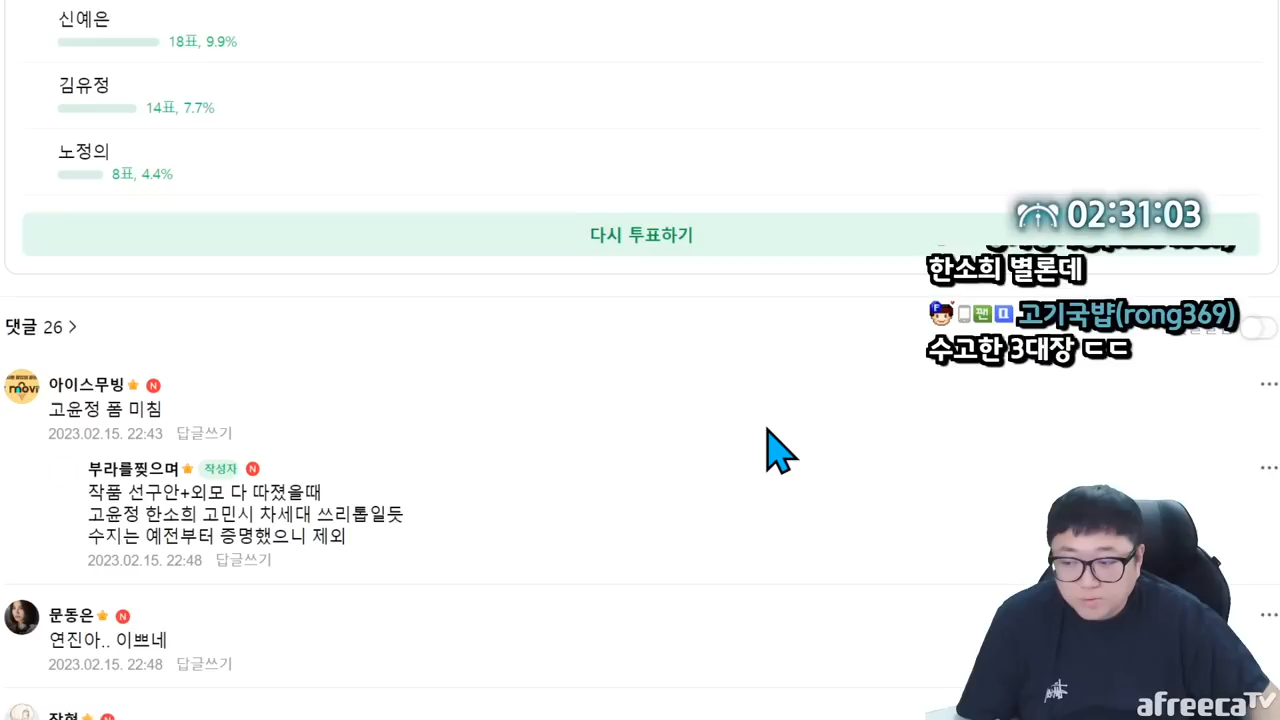 신예은
18표, 9.9%
김유정
14표, 7.7%
노정의
8표, 4.4%
다시 투표하기
02:31:03
한소희 별론데
고기국뱝(rong369)
수고한 3대장 ㄷㄷ
댓글 26
아이스무빙 N
고윤정 폼 미침
2023.02.15. 22:43 답글쓰기
부라를찢으며 작성자 N
작품 선구안+외모 다 따졌을때
고윤정 한소희 고민시 차세대 쓰리톱일듯
수지는 예전부터 증명했으니 제외
2023.02.15. 22:48 답글쓰기
문동은 N
연진아.. 이쁘네
2023.02.15. 22:48 답글쓰기
afreecaTV